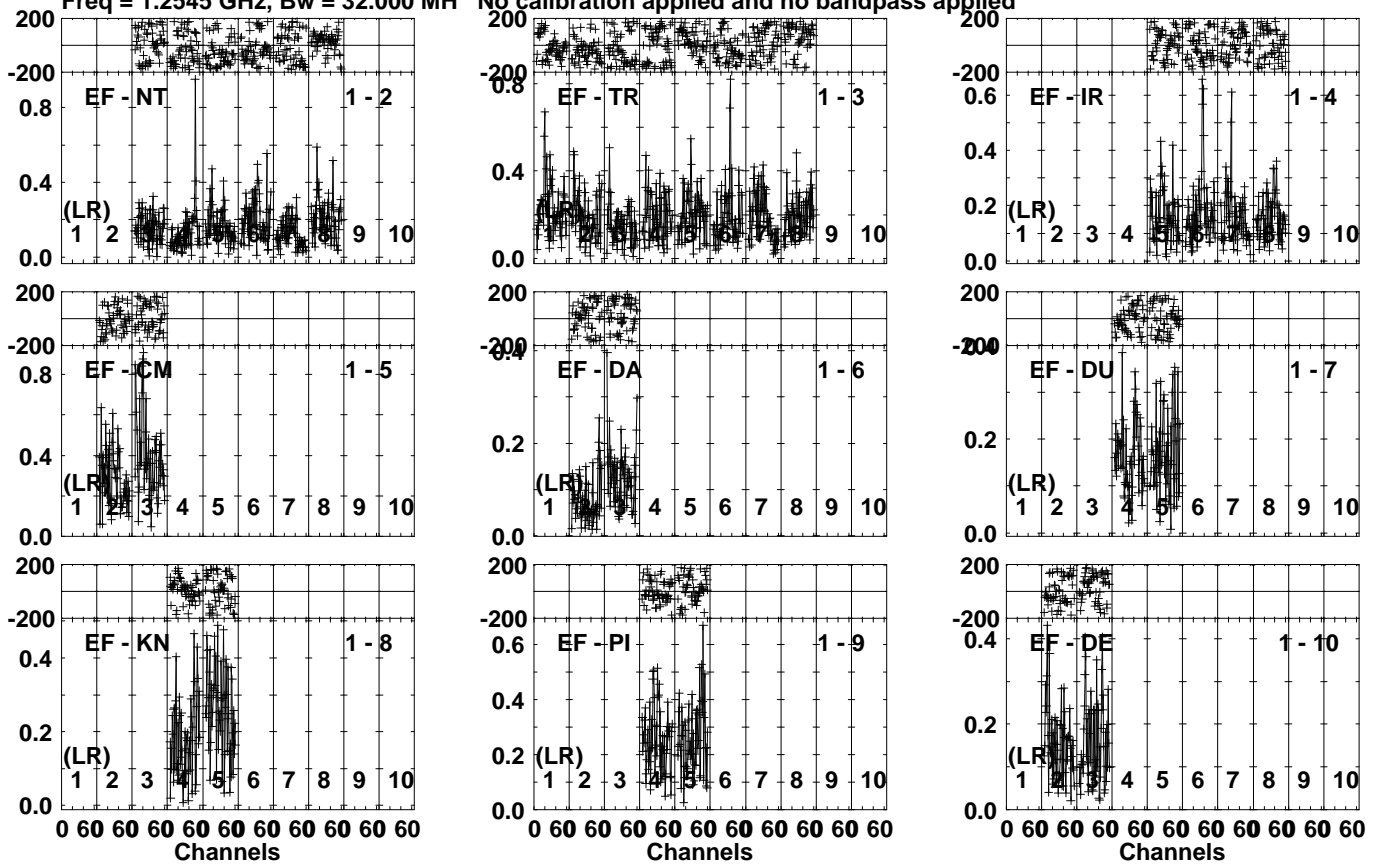 Freq = 1.2545 GHz, Bw = 32.000 MH No calibration applied and no bandpass applied
200 200 200
-200 -200 -200
EF - NT 1 - 2 EF - TR 1 - 3 EF - IR 1 - 4
0.8 0.8 0.6
0.4 0.4 0.4
0.2
(LR) (LR) (LR)
1 2 3 4 5 6 7 8 9 10 1 2 3 4 5 6 7 8 9 10 1 2 3 4 5 6 7 8 9 10
0.0 0.0 0.0
200 200 200
-200 -200 -200
0.4 0.4
EF - CM 1 - 5 EF - DA 1 - 6 EF - DU 1 - 7
0.8
0.4 0.2 0.2
(LR) (LR) (LR)
1 2 3 4 5 6 7 8 9 10 1 2 3 4 5 6 7 8 9 10 1 2 3 4 5 6 7 8 9 10
0.0 0.0 0.0
200 200 200
-200 -200 -200
EF - KN 1 - 8 EF - PI 1 - 9 EF - DE 1 - 10
0.4 0.6 0.4
0.4
0.2 0.2 0.2
(LR) (LR) (LR)
1 2 3 4 5 6 7 8 9 10 1 2 3 4 5 6 7 8 9 10 1 2 3 4 5 6 7 8 9 10
0.0 0.0 0.0
0 60 60 60 0 60 60 60 0 60 60 60 60 0 60 60 60 0 60 60 60 0 60 60 60 60 0 60 60 60 0 60 60 60 0 60 60 60 60
Channels Channels Channels